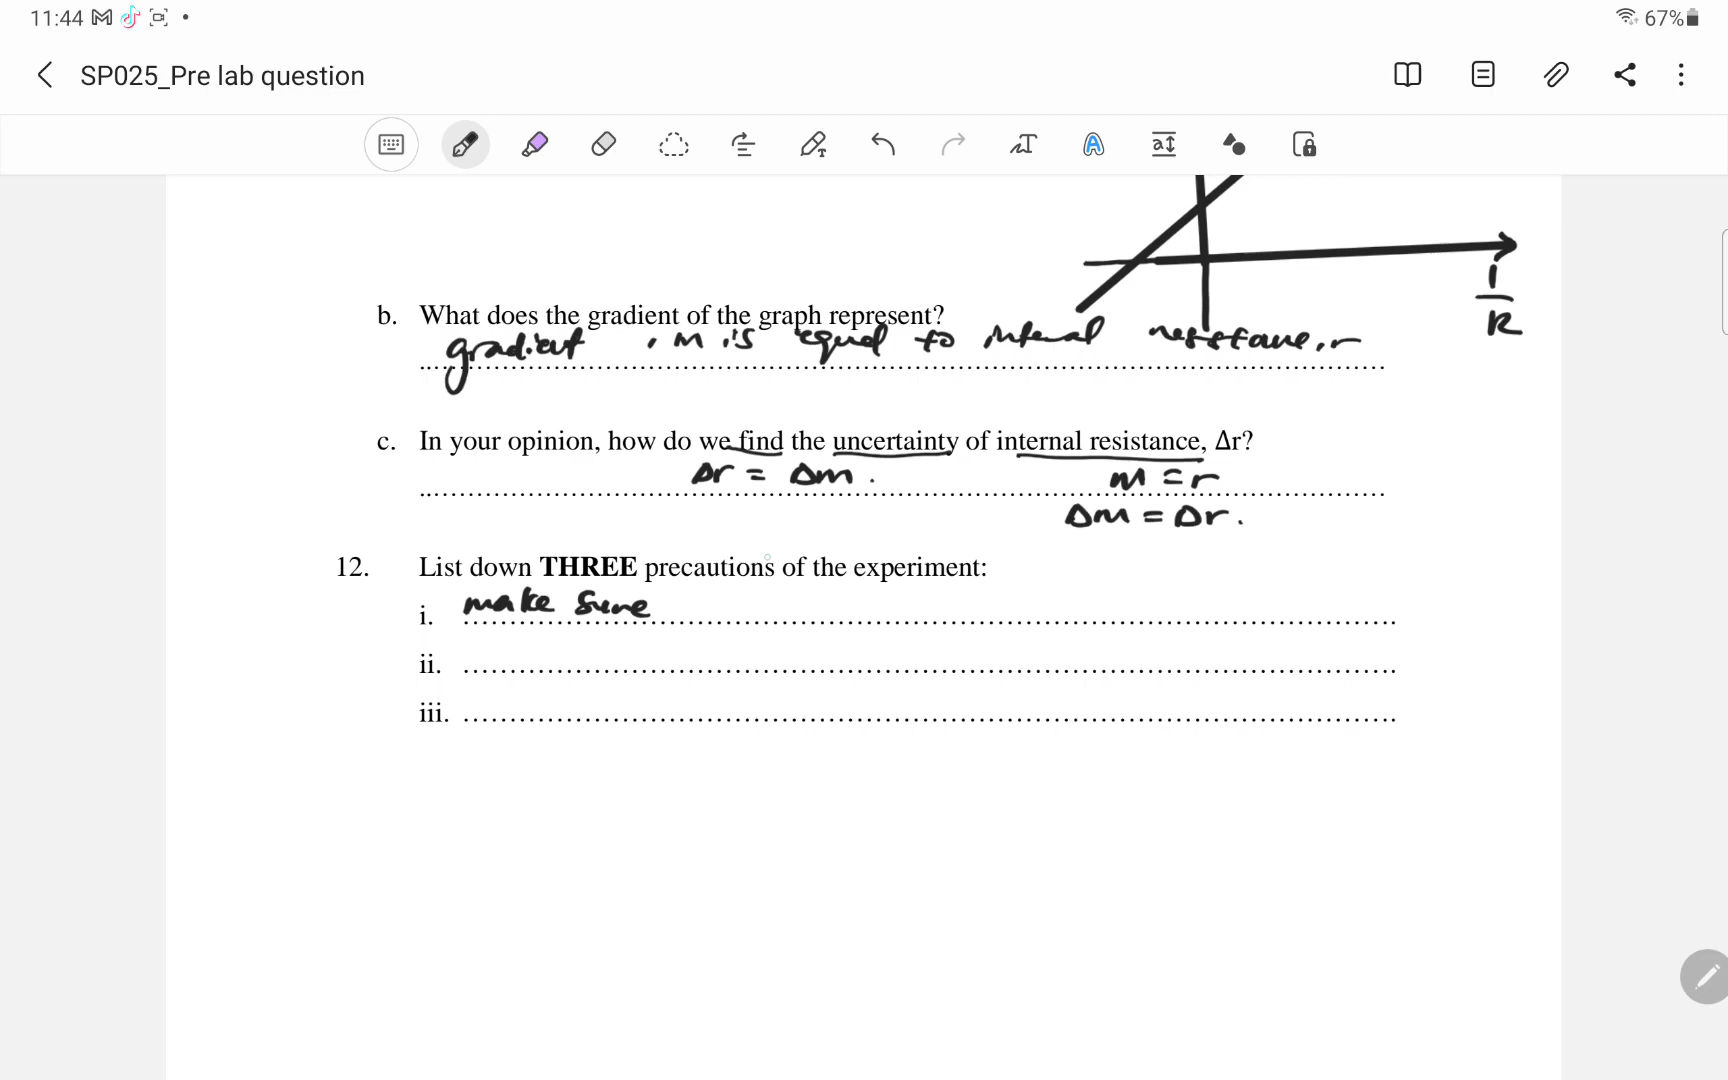 11:44
67%
SP025_Pre lab question
1
R
b. What does the gradient of the graph represent?
gradient , m is equal to internal resistance, r
c. In your opinion, how do we find the uncertainty of internal resistance, Δr?
Δr = Δm . m = r
Δm = Δr .
12. List down THREE precautions of the experiment:
i. make sure
ii.
iii.